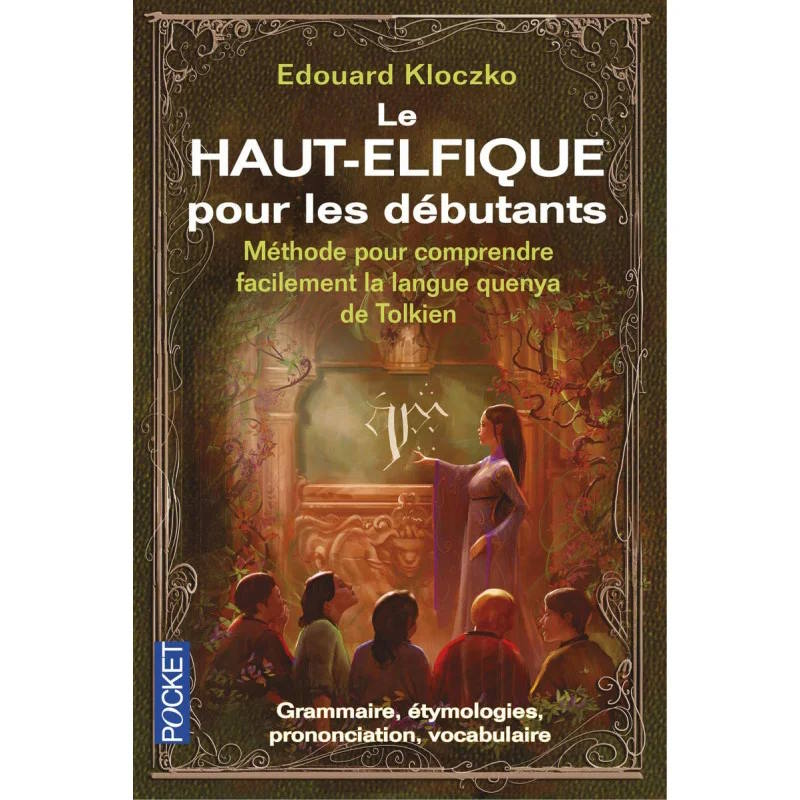 Edouard Kloczko
Le
HAUT-ELFIQUE
pour les débutants
Méthode pour comprendre
facilement la langue quenya
de Tolkien
Grammaire, étymologies,
prononciation, vocabulaire
POCKET